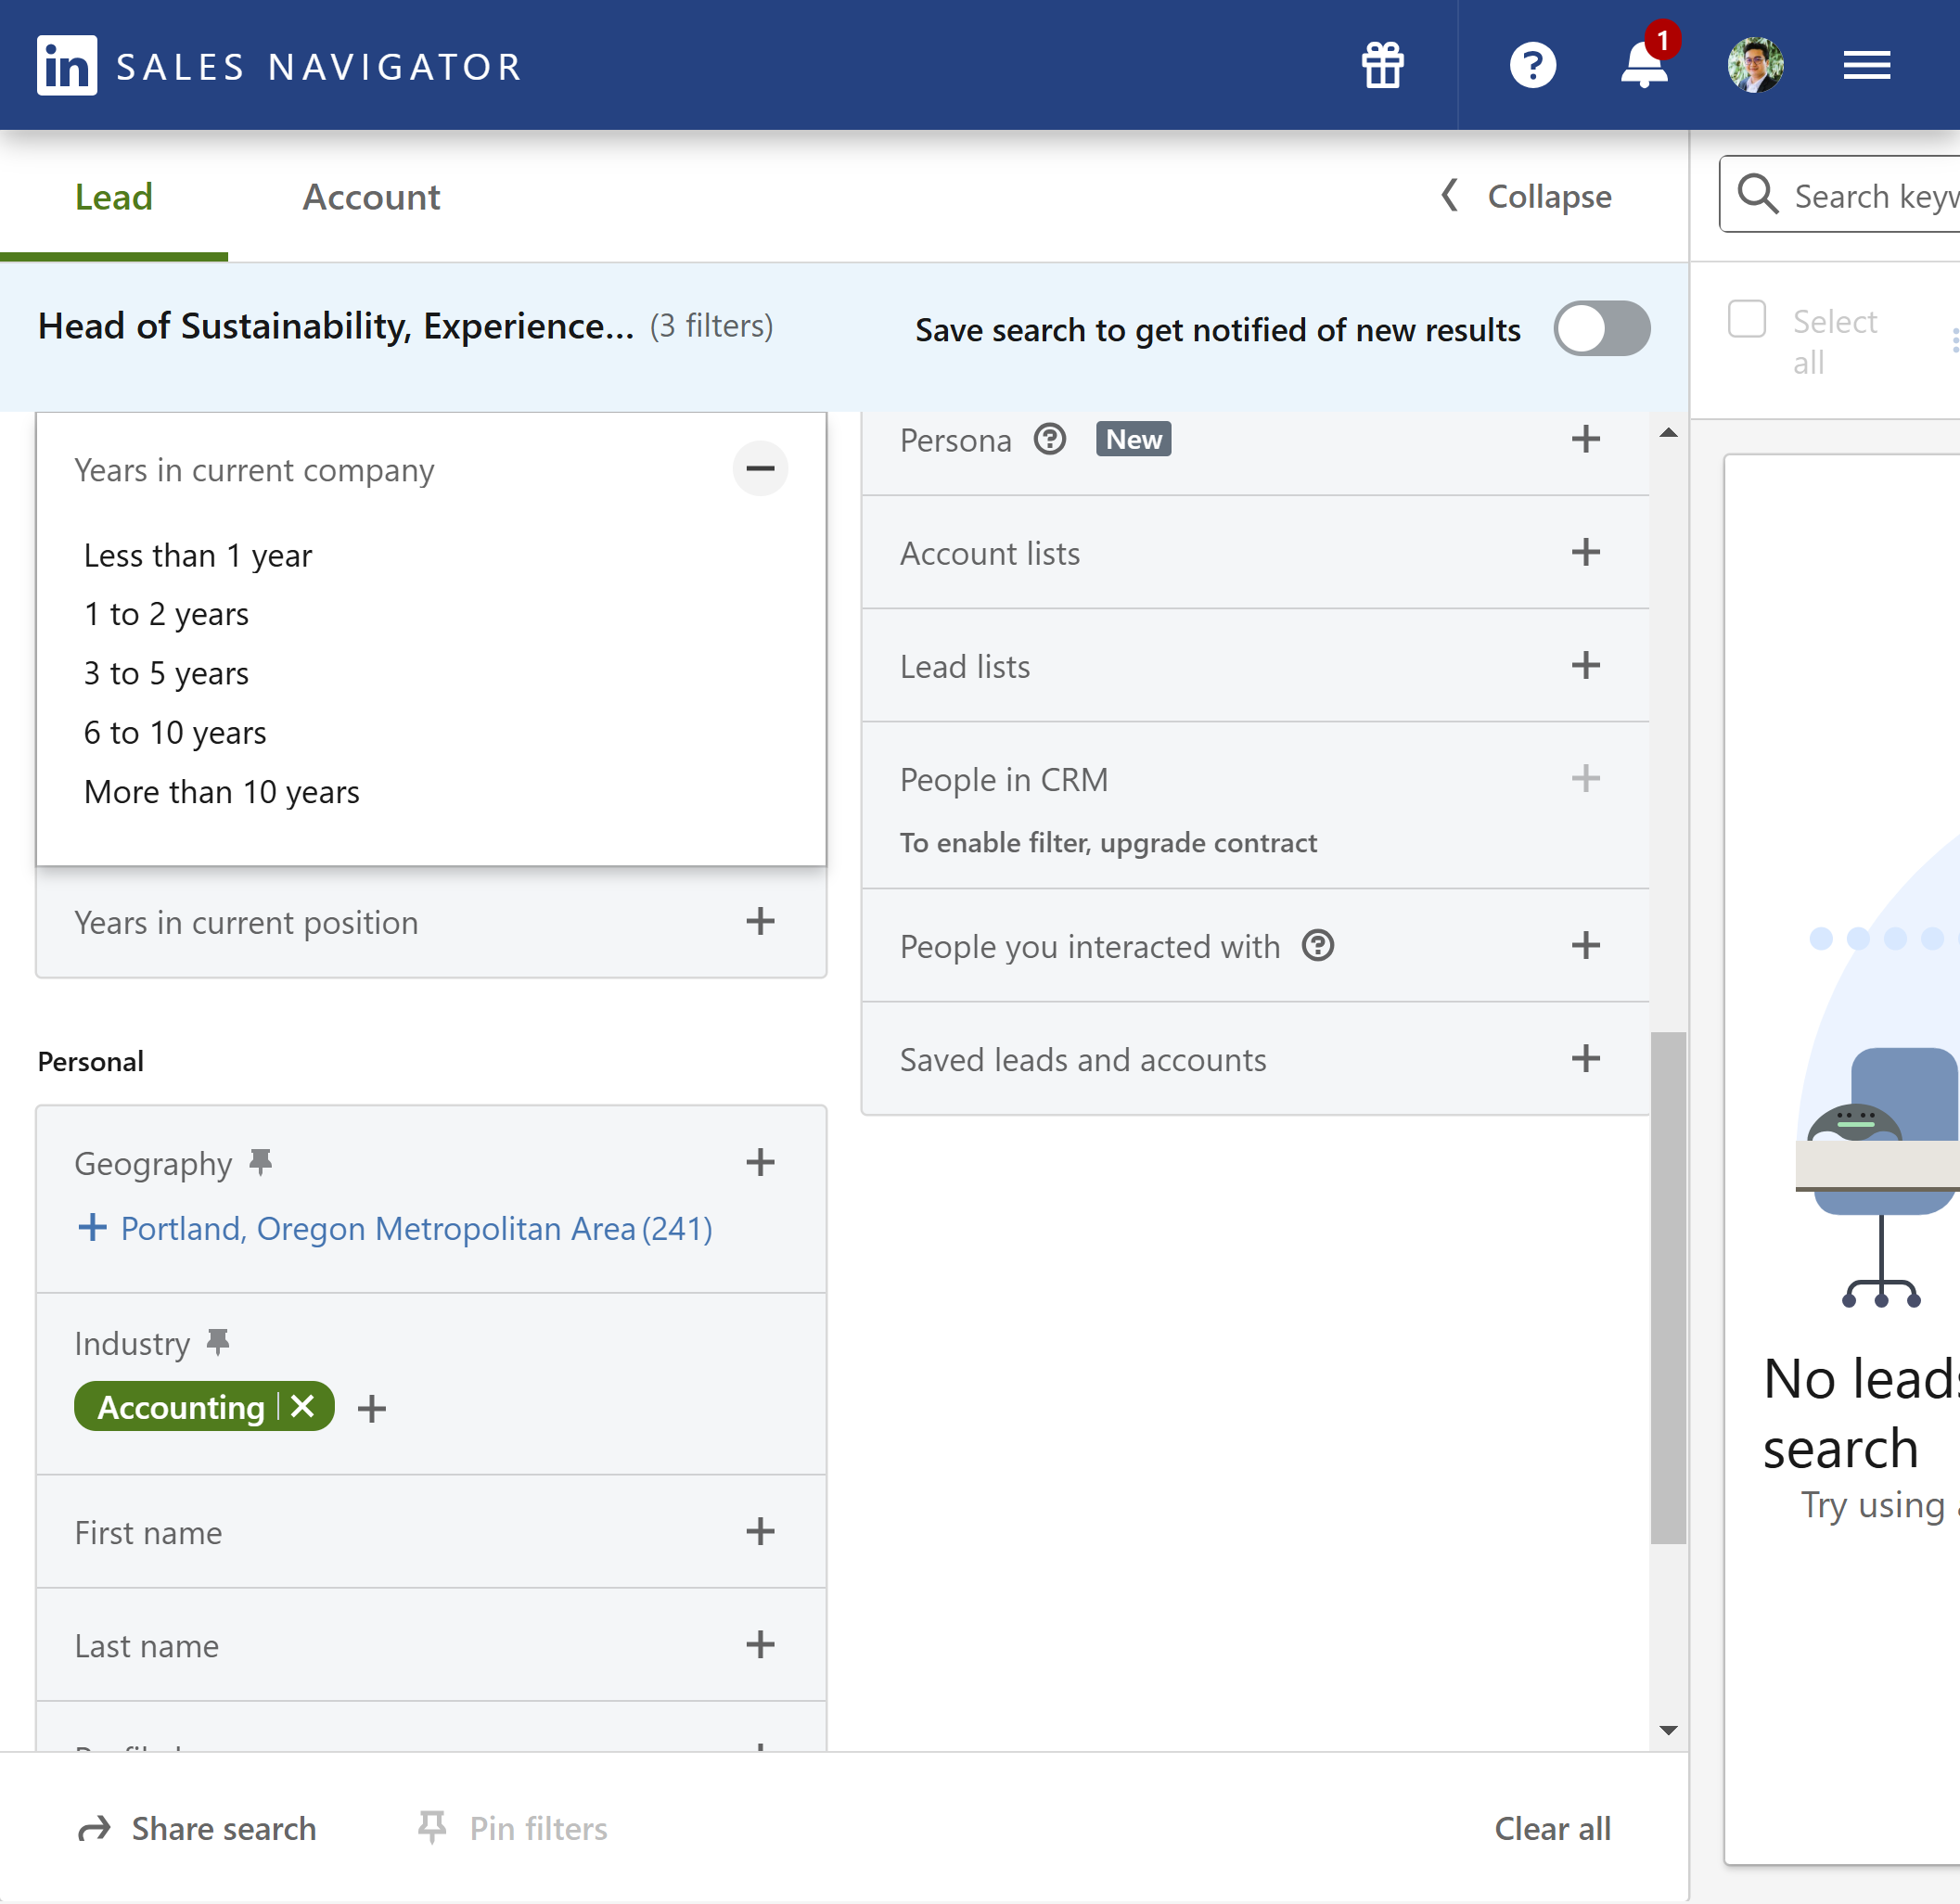 in SALES NAVIGATOR
1
Lead
Account
Collapse
Search keyw
Head of Sustainability, Experience... (3 filters)
Save search to get notified of new results
Select
all
Years in current company
Less than 1 year
1 to 2 years
3 to 5 years
6 to 10 years
More than 10 years
Years in current position
Personal
Geography
Portland, Oregon Metropolitan Area (241)
Industry
Accounting
First name
Last name
Persona New
Account lists
Lead lists
People in CRM
To enable filter, upgrade contract
People you interacted with
Saved leads and accounts
No leads
search
Try using
Share search
Pin filters
Clear all